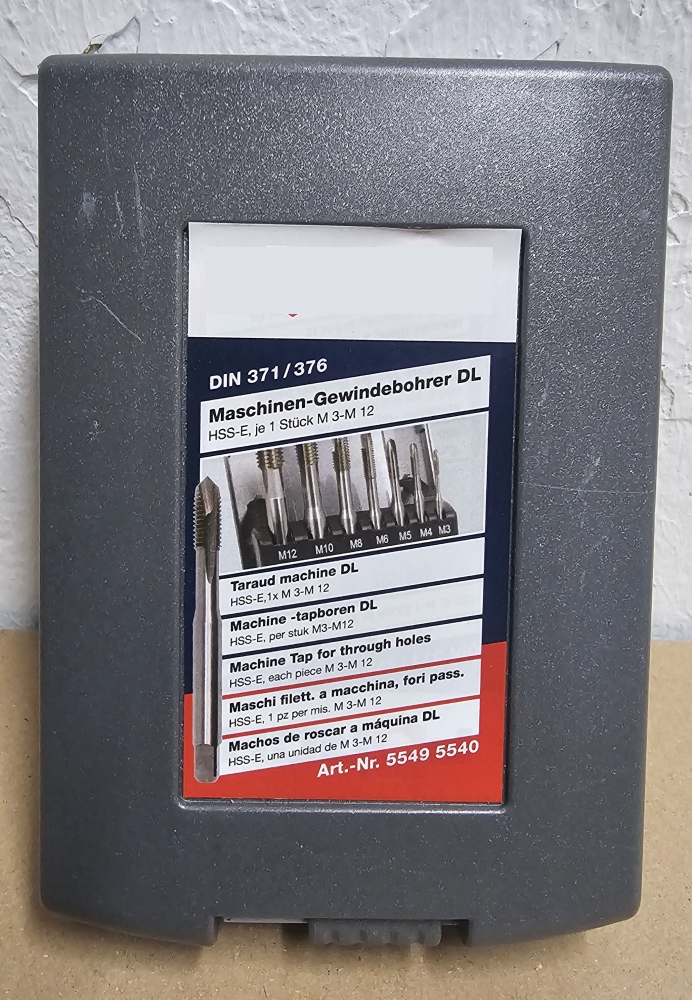 DIN 371/376
Maschinen-Gewindebohrer DL
HSS-E, je 1 Stück M 3-M 12
M12 M10 M8 M6 M5 M4 M3
Taraud machine DL
HSS-E,1x M 3-M 12
Machine -tapboren DL
HSS-E, per stuk M3-M12
Machine Tap for through holes
HSS-E, each piece M 3-M 12
Maschi filett. a macchina, fori pass.
HSS-E, 1 pz per mis. M 3-M 12
Machos de roscar a máquina DL
HSS-E, una unidad de M 3-M 12
Art.-Nr. 5549 5540